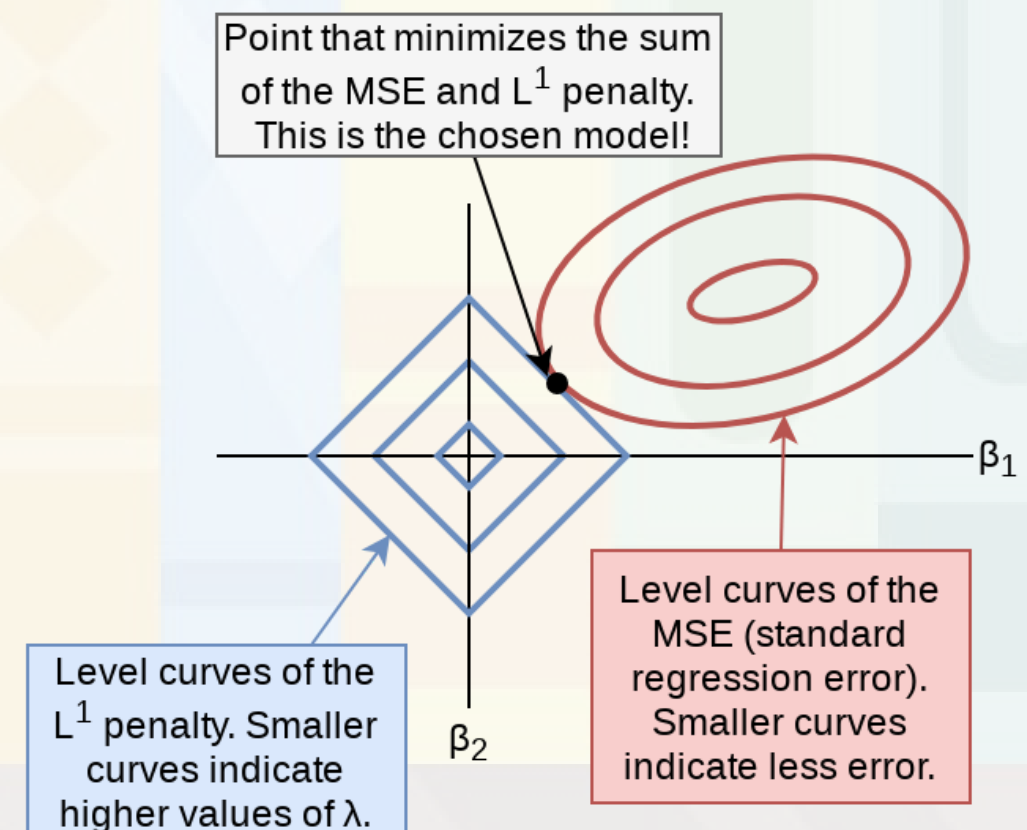 Point that minimizes the sum
of the MSE and L¹ penalty.
This is the chosen model!
β₁
Level curves of the
MSE (standard
regression error).
Smaller curves
indicate less error.
Level curves of the
L¹ penalty. Smaller
curves indicate
higher values of λ.
β₂